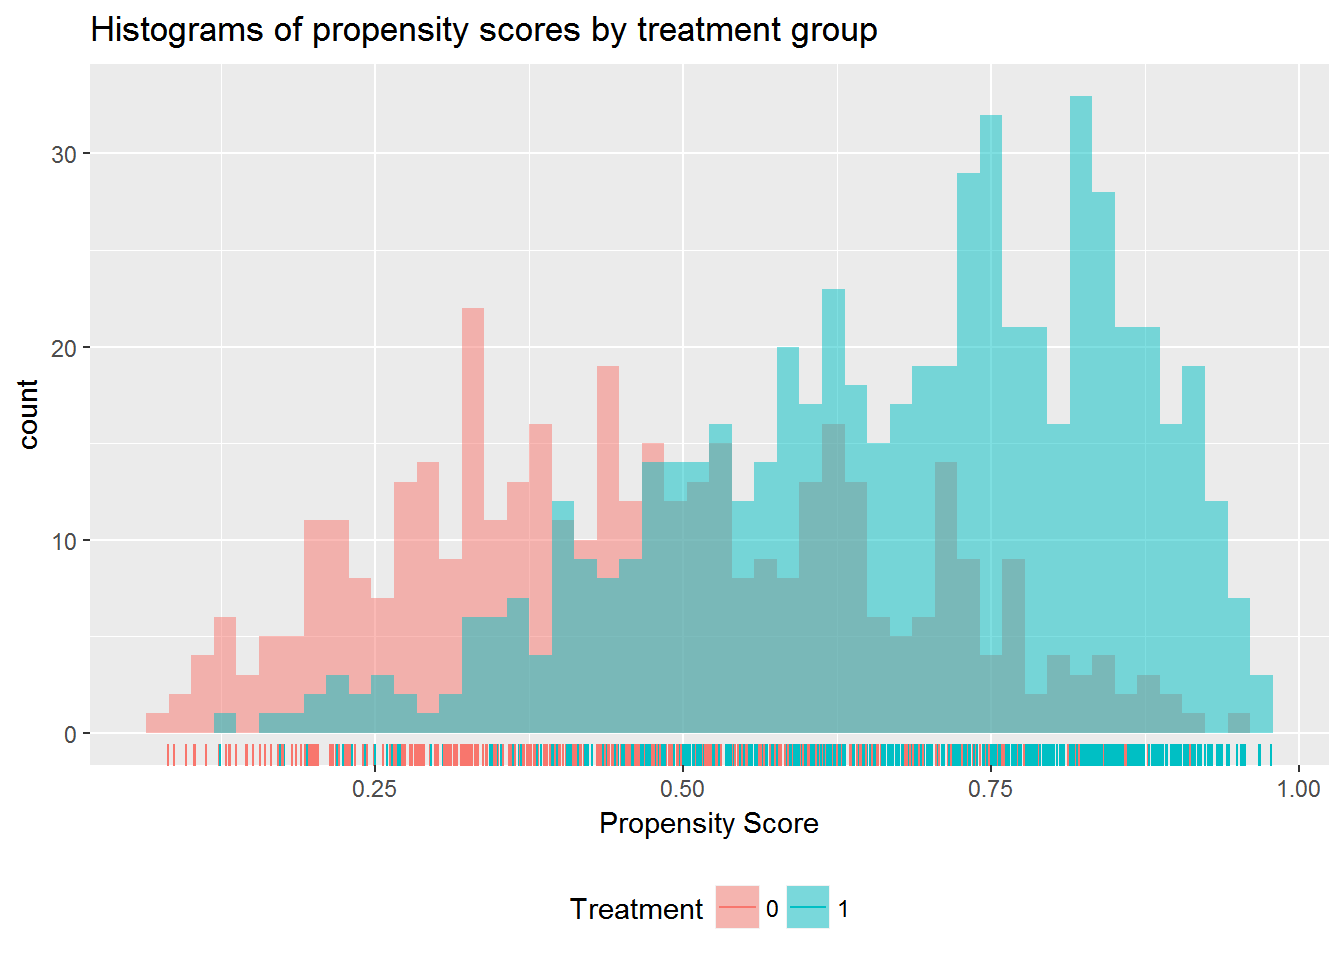 Histograms of propensity scores by treatment group
count
30
20
10
0
0.25 0.50 0.75 1.00
Propensity Score
Treatment 0 1